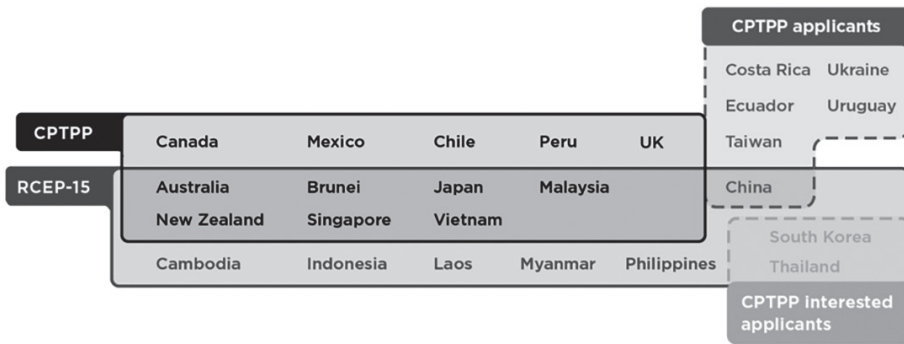 CPTPP applicants
Costa Rica Ukraine
Ecuador Uruguay
CPTPP
Canada Mexico Chile Peru UK Taiwan
RCEP-15
Australia Brunei Japan Malaysia China
New Zealand Singapore Vietnam
South Korea
Cambodia Indonesia Laos Myanmar Philippines Thailand
CPTPP interested
applicants